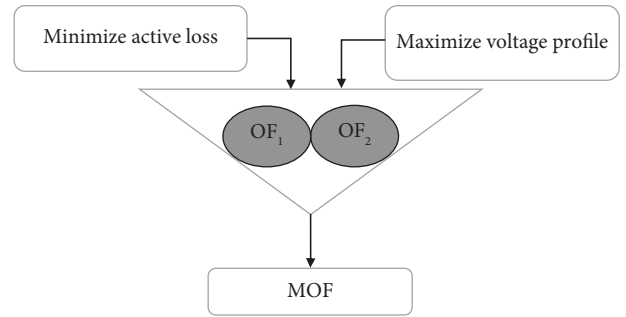 Minimize active loss
Maximize voltage profile
OF1
OF2
MOF